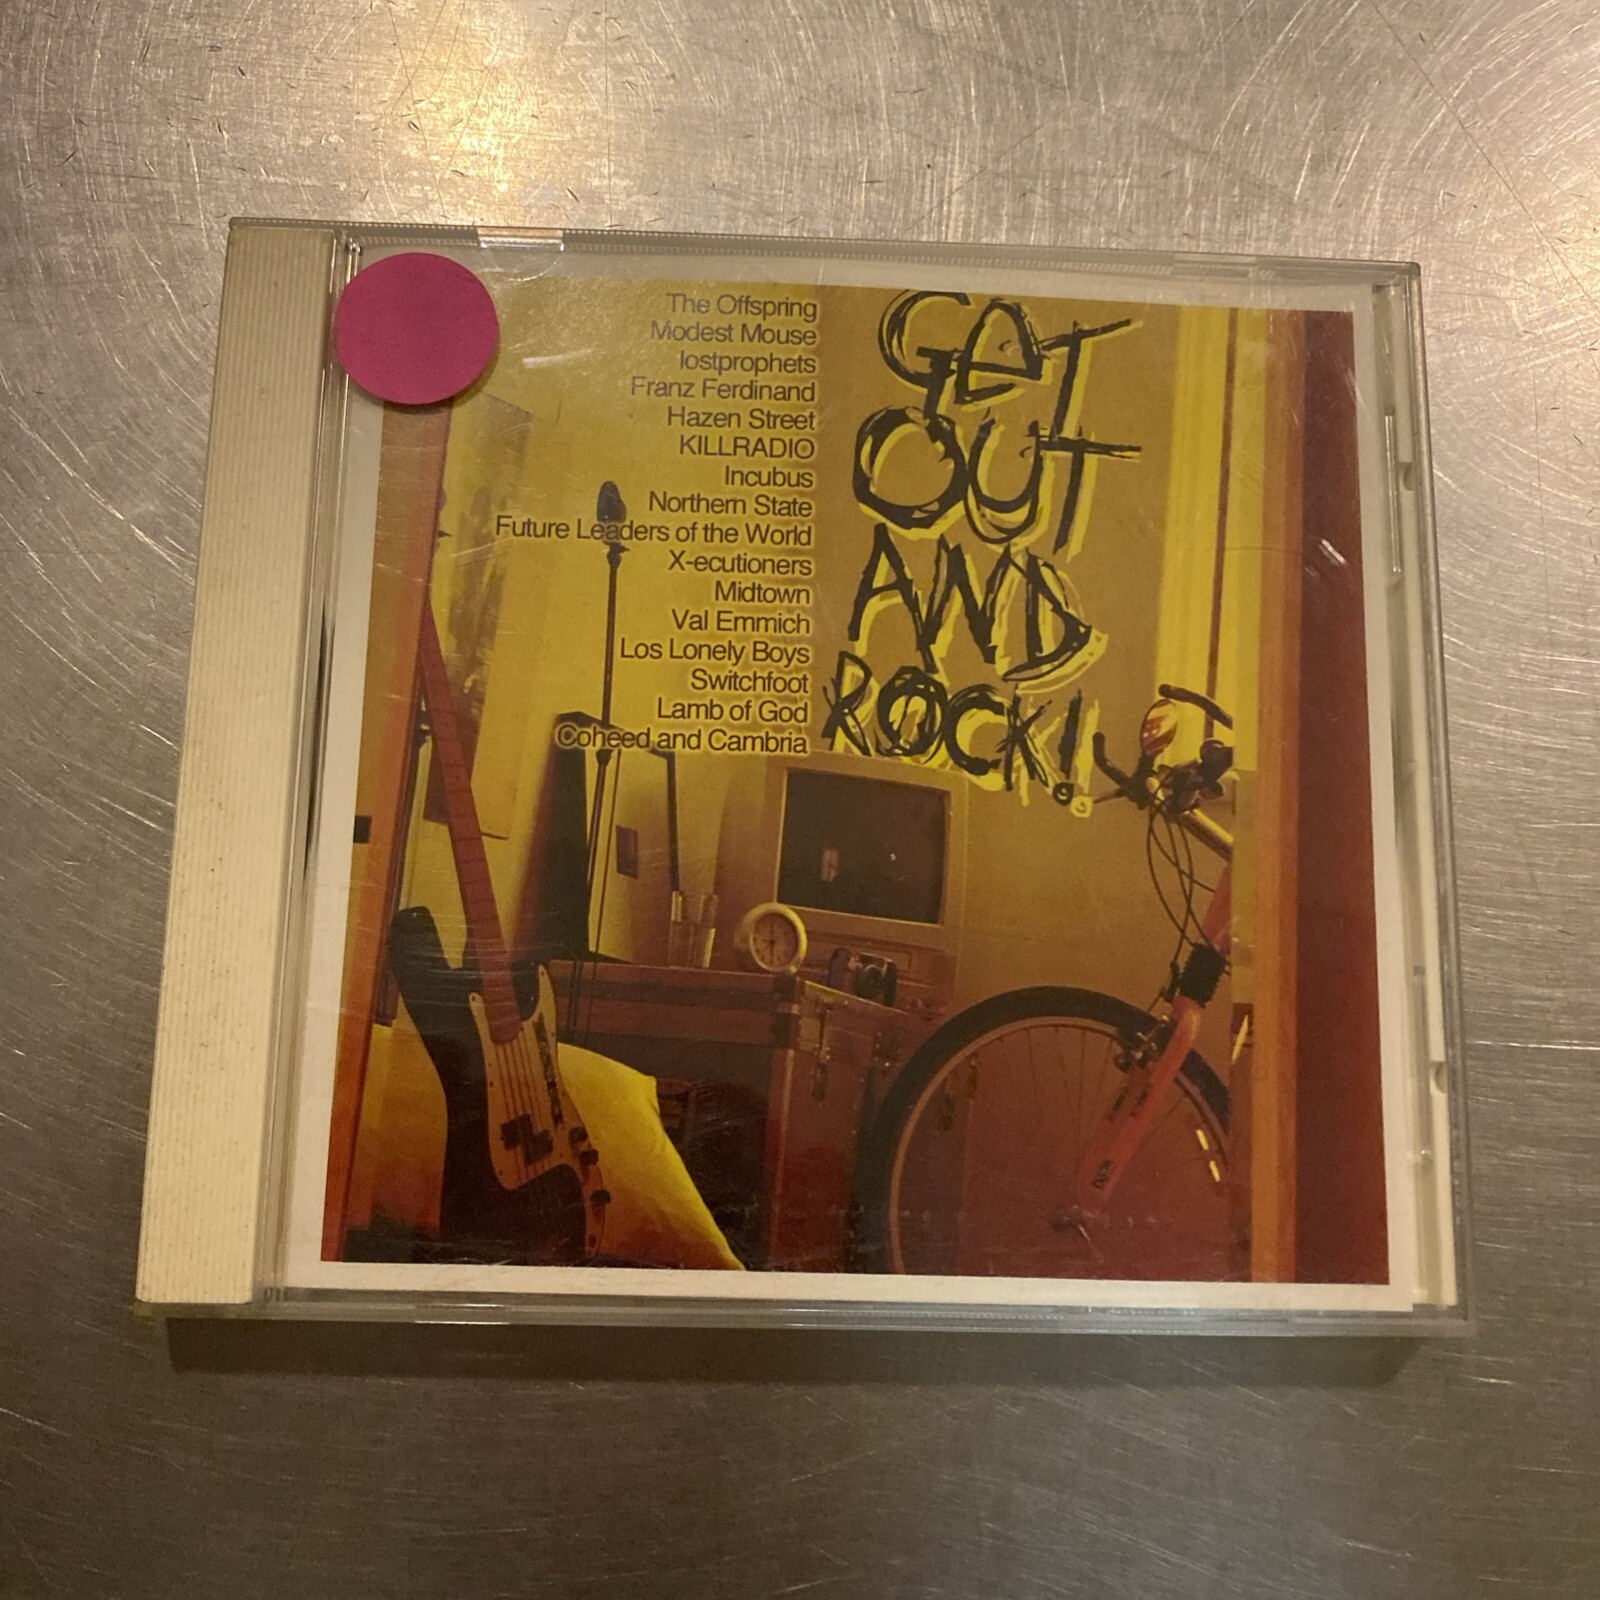 The Offspring
Modest Mouse
lostprophets
Franz Ferdinand
Hazen Street
KILLRADIO
Incubus
Northern State
Future Leaders of the World
X-ecutioners
Midtown
Val Emmich
Los Lonely Boys
Switchfoot
Lamb of God
Coheed and Cambria
GeT
OUT
AND
ROCK!!